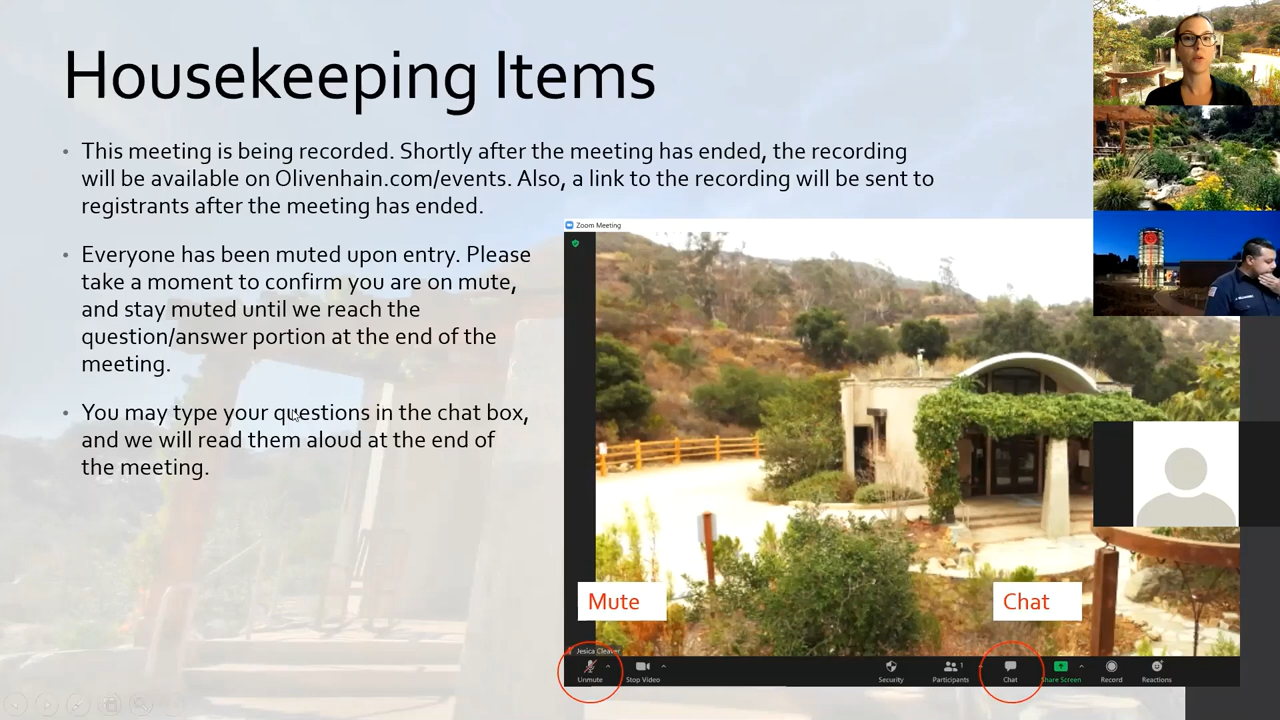 Housekeeping Items
• This meeting is being recorded. Shortly after the meeting has ended, the recording
will be available on Olivenhain.com/events. Also, a link to the recording will be sent to
registrants after the meeting has ended.
• Everyone has been muted upon entry. Please
take a moment to confirm you are on mute,
and stay muted until we reach the
question/answer portion at the end of the
meeting.
• You may type your questions in the chat box,
and we will read them aloud at the end of
the meeting.
Zoom Meeting
Mute
Chat
Jesica Cleaver
Unmute
Stop Video
Security
Participants
1
Chat
Share Screen
Record
Reactions